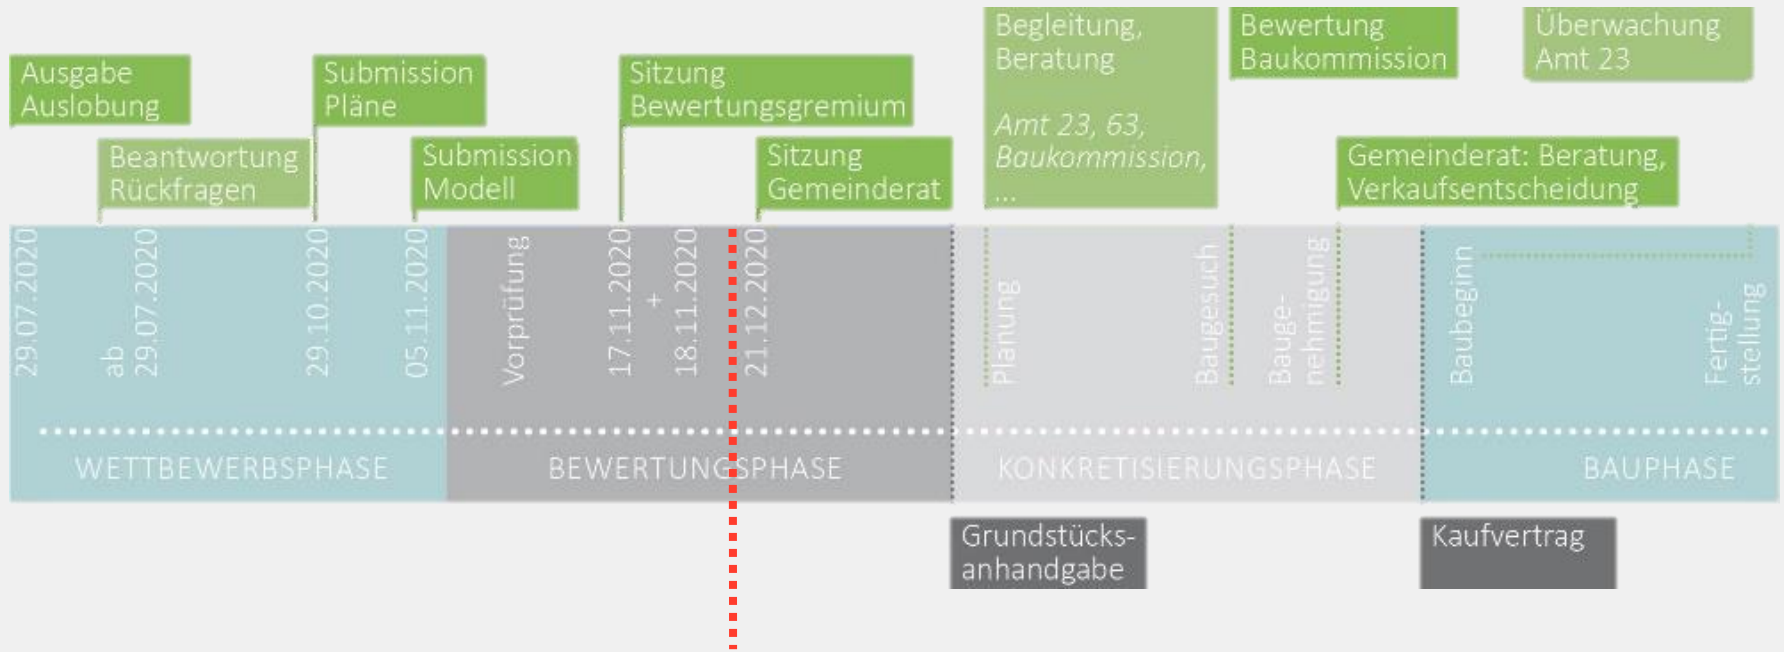 Ausgabe
Auslobung
Beantwortung
Rückfragen
Submission
Pläne
Submission
Modell
Sitzung
Bewertungsgremium
Sitzung
Gemeinderat
Begleitung,
Beratung
Amt 23, 63,
Baukommission,
...
Bewertung
Baukommission
Gemeinderat: Beratung,
Verkaufsentscheidung
Überwachung
Amt 23
29.07.2020
ab
29.07.2020
29.10.2020
05.11.2020
Vorprüfung
17.11.2020
+
18.11.2020
21.12.2020
Planung
Baugesuch
Bauge-
nehmigung
Baubeginn
Fertig-
stellung
WETTBEWERBSPHASE
BEWERTUNGSPHASE
KONKRETISIERUNGSPHASE
BAUPHASE
Grundstücks-
anhandgabe
Kaufvertrag